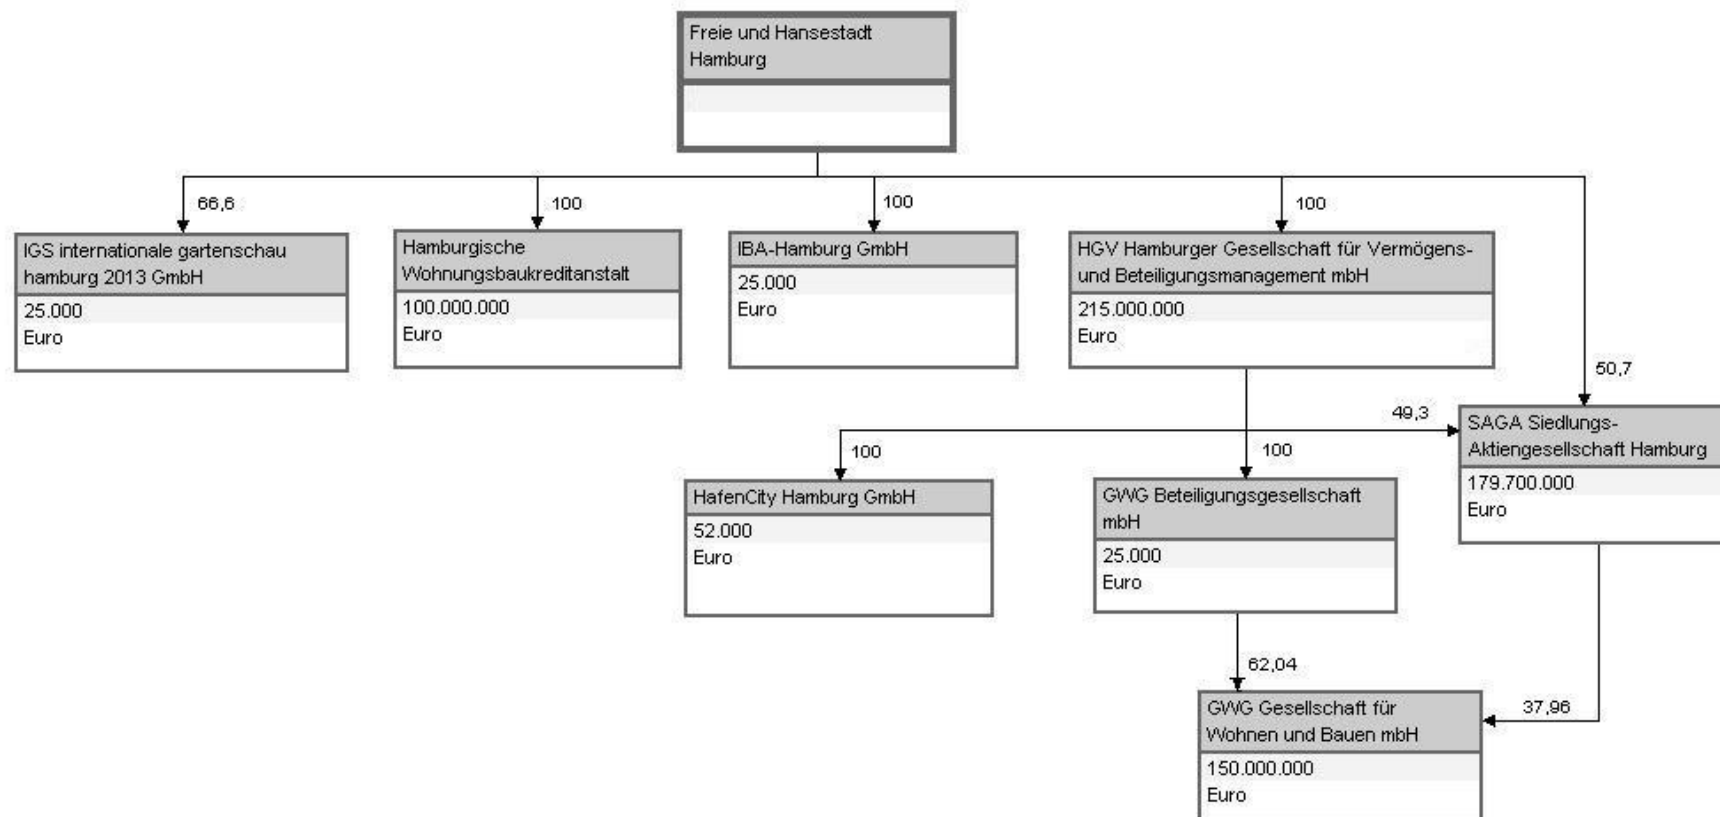 Freie und Hansestadt
Hamburg
66,6
100
100
100
IGS internationale gartenschau
hamburg 2013 GmbH
25.000
Euro
Hamburgische
Wohnungsbaukreditanstalt
100.000.000
Euro
IBA-Hamburg GmbH
25.000
Euro
HGV Hamburger Gesellschaft für Vermögens-
und Beteiligungsmanagement mbH
215.000.000
Euro
50,7
49,3
SAGA Siedlungs-
Aktiengesellschaft Hamburg
179.700.000
Euro
100
100
HafenCity Hamburg GmbH
52.000
Euro
GWG Beteiligungsgesellschaft
mbH
25.000
Euro
62,04
37,96
GWG Gesellschaft für
Wohnen und Bauen mbH
150.000.000
Euro